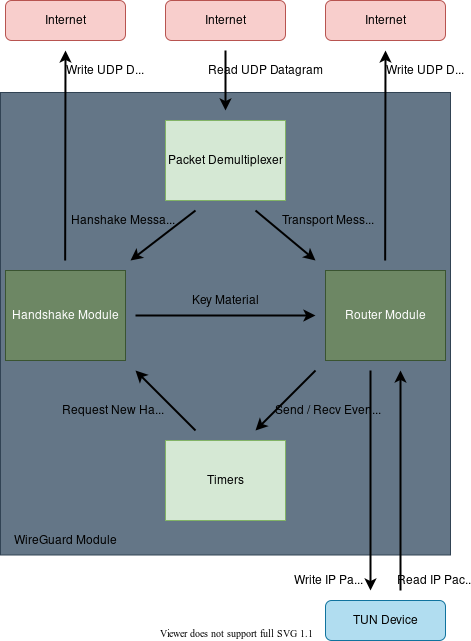 Internet
Internet
Internet
Write UDP D...
Read UDP Datagram
Write UDP D...
Packet Demultiplexer
Hanshake Messa...
Transport Mess...
Handshake Module
Key Material
Router Module
Request New Ha...
Send / Recv Even...
Timers
WireGuard Module
Write IP Pa...
Read IP Pac...
TUN Device
Viewer does not support full SVG 1.1